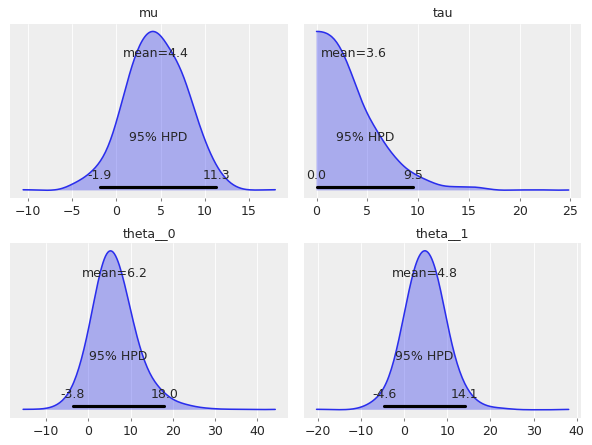 mu
mean=4.4
95% HPD
-1.9 11.3
−10 −5 0 5 10 15
tau
mean=3.6
95% HPD
0.0 9.5
0 5 10 15 20 25
theta__0
mean=6.2
95% HPD
-3.8 18.0
−10 0 10 20 30 40
theta__1
mean=4.8
95% HPD
-4.6 14.1
−20 −10 0 10 20 30 40